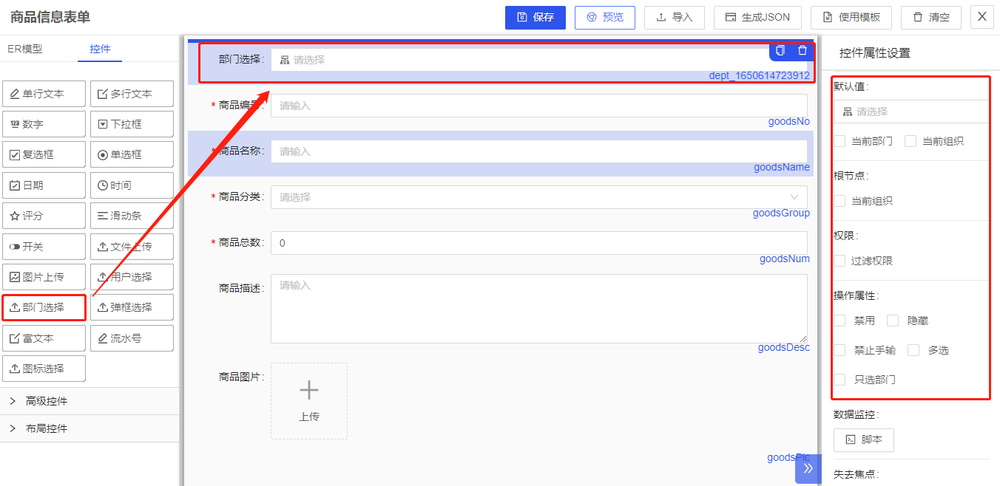 商品信息表单
保存
预览
导入
生成JSON
使用模板
清空
X
ER模型
控件
单行文本
多行文本
数字
下拉框
复选框
单选框
日期
时间
评分
滑动条
开关
文件上传
图片上传
用户选择
部门选择
弹框选择
富文本
流水号
图标选择
高级控件
布局控件
部门选择:
请选择
dept_1650614723912
* 商品编号:
请输入
goodsNo
* 商品名称:
请输入
goodsName
* 商品分类:
请选择
goodsGroup
* 商品总数:
0
goodsNum
商品描述:
请输入
goodsDesc
商品图片:
上传
goodsPic
控件属性设置
默认值:
请选择
当前部门
当前组织
根节点:
当前组织
权限:
过滤权限
操作属性:
禁用
隐藏
禁止手输
多选
只选部门
数据监控:
脚本
失去焦点: